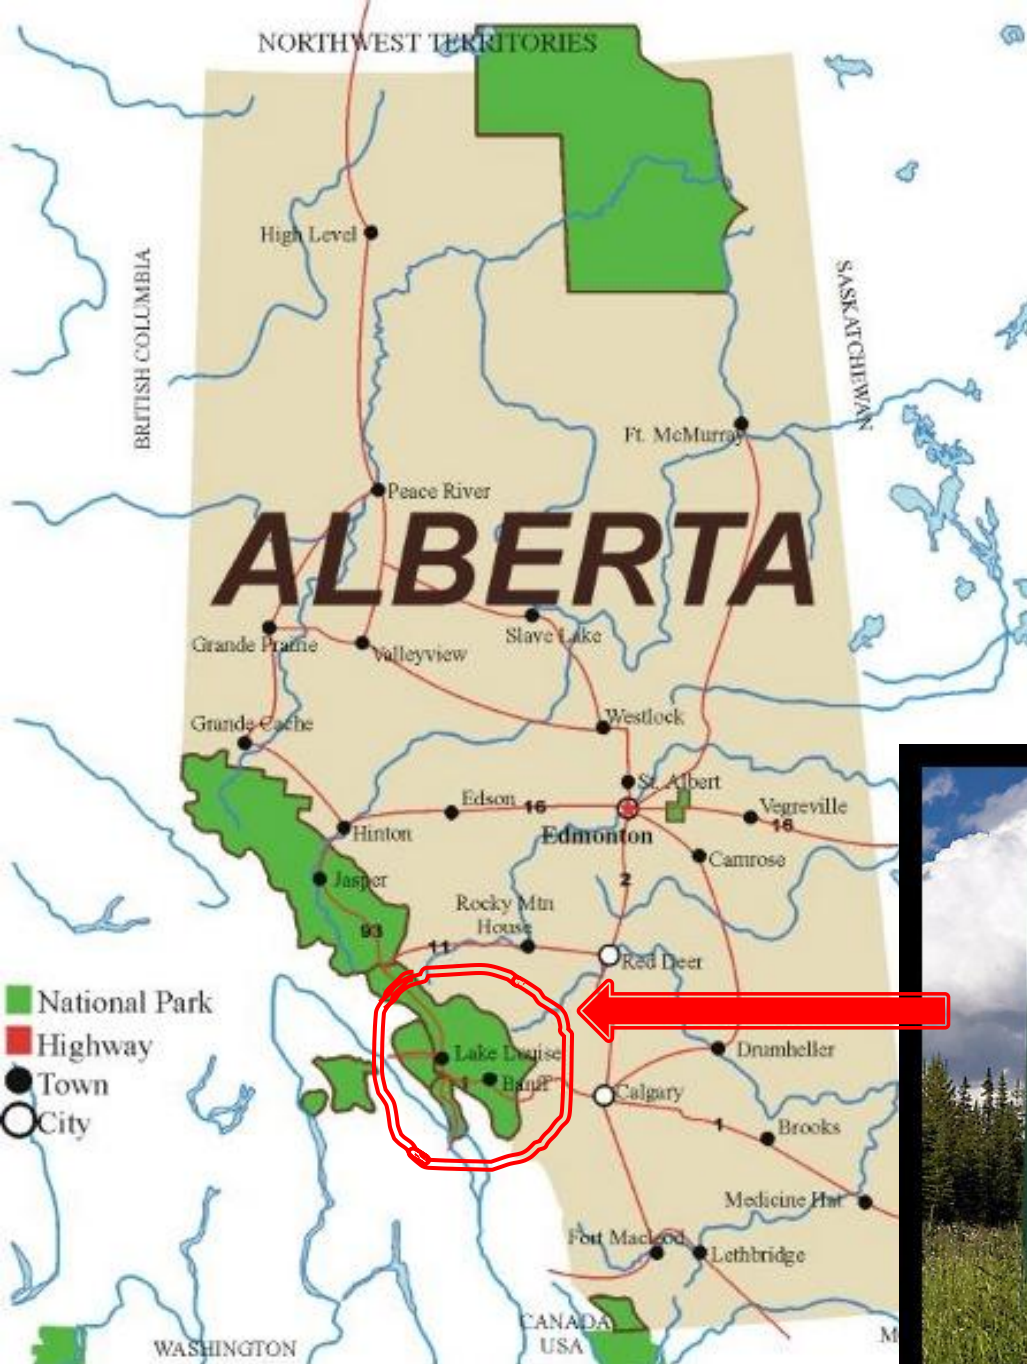 NORTHWEST TERRITORIES
High Level
BRITISH COLUMBIA
SASKATCHEWAN
Ft. McMurray
Peace River
ALBERTA
Grande Prairie
Valleyview
Slave Lake
Grande Cache
Westlock
St. Albert
Edson
16
Vegreville
16
Hinton
Edmonton
Camrose
Jasper
2
Rocky Mtn
House
93
11
Red Deer
National Park
Highway
Town
City
Lake Louise
Banff
1
Drumheller
Calgary
1
Brooks
Medicine Hat
Fort Macleod
Lethbridge
CANADA
USA
WASHINGTON
M